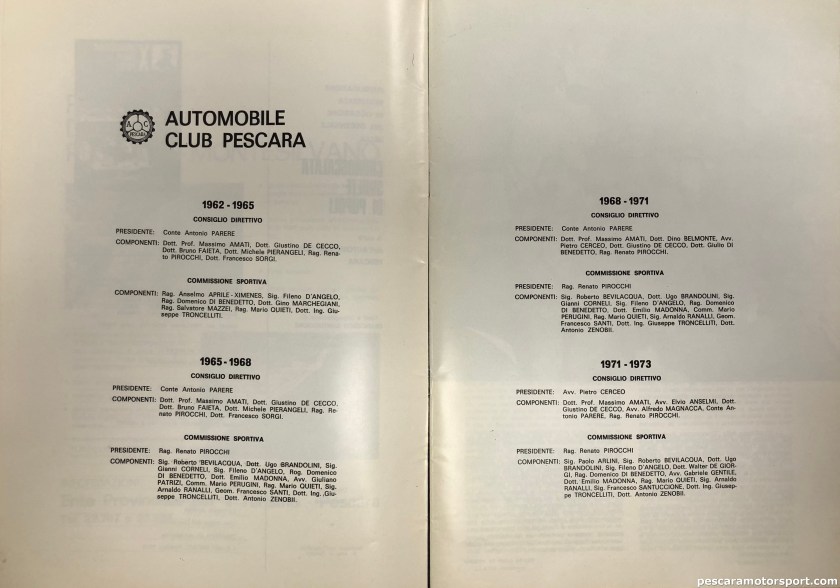 A C
PESCARA
AUTOMOBILE
CLUB PESCARA
1962-1965
CONSIGLIO DIRETTIVO
PRESIDENTE: Conte Antonio PARERE
COMPONENTI: Dott. Prof. Massimo AMATI, Dott. Giustino DE CECCO,
Dott. Bruno FAIETA, Dott. Michele PIERANGELI, Rag. Rena-
to PIROCCHI, Dott. Francesco SORGI.
COMMISSIONE SPORTIVA
COMPONENTI: Rag. Anselmo APRILE - XIMENES, Sig. Fileno D'ANGELO,
Rag. Domenico DI BENEDETTO, Dott. Gino MARCHEGIANI,
Rag. Salvatore MAZZEI, Rag. Mario QUIETI, Dott. Ing. Giu-
seppe TRONCELLITI.
1965-1968
CONSIGLIO DIRETTIVO
PRESIDENTE: Conte Antonio PARERE
COMPONENTI: Dott. Prof. Massimo AMATI, Dott. Giustino DE CECCO,
Dott. Bruno FAIETA, Dott. Michele PIERANGELI, Rag. Re-
nato PIROCCHI, Dott. Francesco SORGI.
COMMISSIONE SPORTIVA
PRESIDENTE: Rag. Renato PIROCCHI
COMPONENTI: Sig. Roberto BEVILACQUA, Dott. Ugo BRANDOLINI, Sig.
Gianni CORNELI, Sig. Fileno D'ANGELO, Rag. Domenico
DI BENEDETTO, Dott. Emilio MADONNA, Avv. Giuliano
PATRIZI, Comm. Mario PERUGINI, Rag. Mario QUIETI, Sig.
Arnaldo RANALLI, Geom. Francesco SANTI, Dott. Ing. Giu-
seppe TRONCELLITI, Dott. Antonio ZENOBII.
1968-1971
CONSIGLIO DIRETTIVO
PRESIDENTE: Conte Antonio PARERE
COMPONENTI: Dott. Prof. Massimo AMATI, Dott. Dino BELMONTE, Avv.
Pietro CERCEO, Dott. Giustino DE CECCO, Dott. Giulio DI
BENEDETTO, Rag. Renato PIROCCHI.
COMMISSIONE SPORTIVA
PRESIDENTE: Rag. Renato PIROCCHI
COMPONENTI: Sig. Roberto BEVILACQUA, Dott. Ugo BRANDOLINI, Sig.
Gianni CORNELI, Sig. Fileno D'ANGELO, Rag. Domenico
DI BENEDETTO, Dott. Emilio MADONNA, Comm. Mario
PERUGINI, Rag. Mario QUIETI, Sig. Arnaldo RANALLI, Geom.
Francesco SANTI, Dott. Ing. Giuseppe TRONCELLITI, Dott.
Antonio ZENOBII.
1971-1973
CONSIGLIO DIRETTIVO
PRESIDENTE: Avv. Pietro CERCEO
COMPONENTI: Dott. Prof. Massimo AMATI, Avv. Elvio ANSELMI, Dott.
Giustino DE CECCO, Avv. Alfredo MAGNACCA, Conte An-
tonio PARERE, Rag. Renato PIROCCHI.
COMMISSIONE SPORTIVA
PRESIDENTE: Rag. Renato PIROCCHI
COMPONENTI: Sig. Paolo ARLINI, Sig. Roberto BEVILACQUA, Dott. Ugo
BRANDOLINI, Sig. Fileno D'ANGELO, Dott. Walter DE GIOR-
GI, Rag. Domenico DI BENEDETTO, Avv. Gabriele GENTILE,
Dott. Emilio MADONNA, Rag. Mario QUIETI, Sig. Arnaldo
RANALLI, Sig. Francesco SANTUCCIONE, Dott. Ing. Giusep-
pe TRONCELLITI, Dott. Antonio ZENOBII.
pescaramotorsport.com